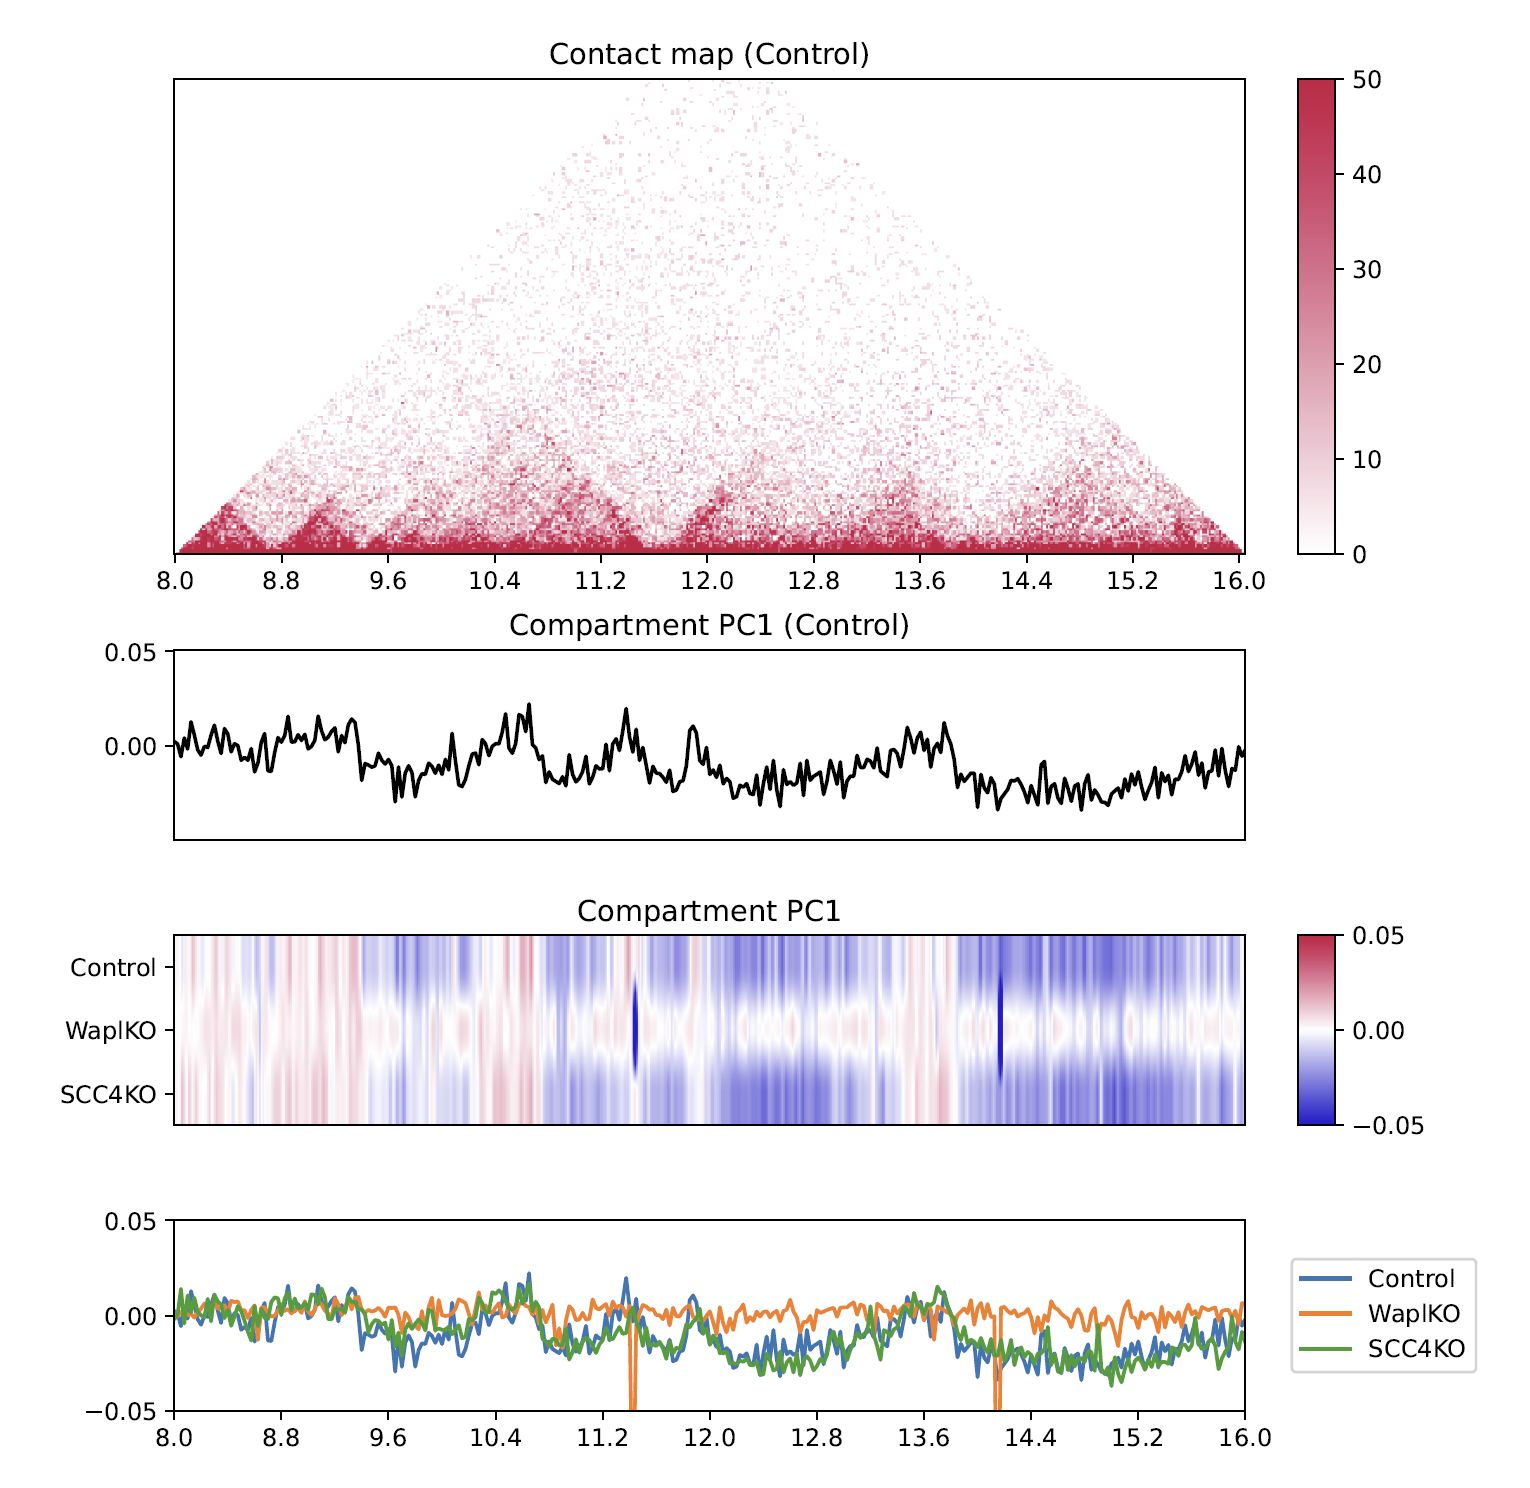 Contact map (Control)
50
40
30
20
10
0
8.0 8.8 9.6 10.4 11.2 12.0 12.8 13.6 14.4 15.2 16.0
Compartment PC1 (Control)
0.05
0.00
Compartment PC1
Control
WaplKO
SCC4KO
0.05
0.00
−0.05
0.05
0.00
−0.05
8.0 8.8 9.6 10.4 11.2 12.0 12.8 13.6 14.4 15.2 16.0
Control
WaplKO
SCC4KO